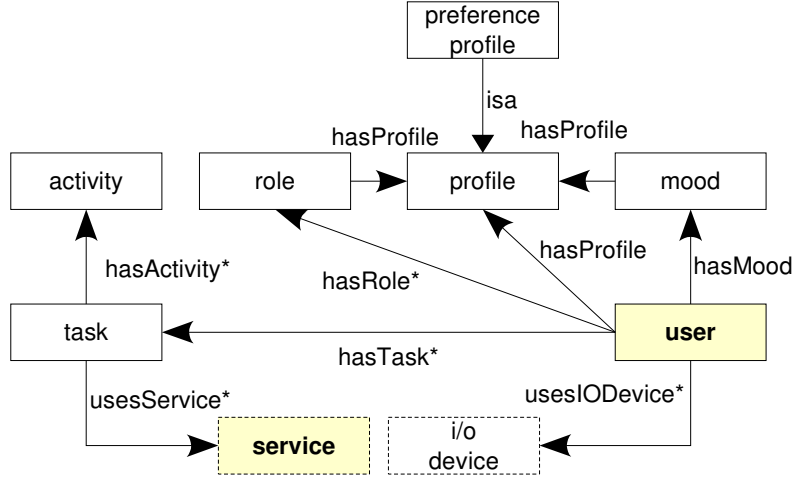 preference
profile
isa
hasProfile
hasProfile
activity
role
profile
mood
hasProfile
hasActivity*
hasRole*
hasMood
task
user
hasTask*
usesService*
usesIODevice*
service
i/o
device